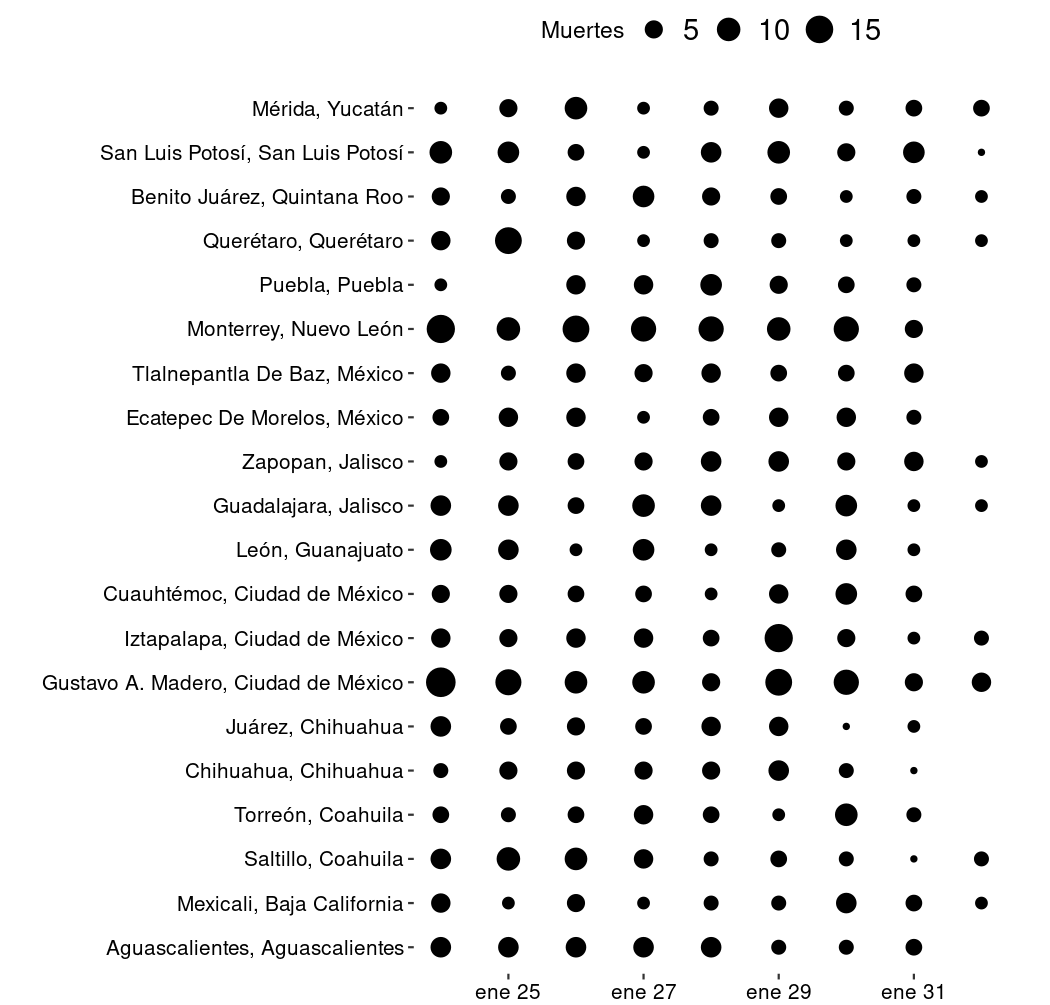 Muertes 5 10 15
Mérida, Yucatán
San Luis Potosí, San Luis Potosí
Benito Juárez, Quintana Roo
Querétaro, Querétaro
Puebla, Puebla
Monterrey, Nuevo León
Tlalnepantla De Baz, México
Ecatepec De Morelos, México
Zapopan, Jalisco
Guadalajara, Jalisco
León, Guanajuato
Cuauhtémoc, Ciudad de México
Iztapalapa, Ciudad de México
Gustavo A. Madero, Ciudad de México
Juárez, Chihuahua
Chihuahua, Chihuahua
Torreón, Coahuila
Saltillo, Coahuila
Mexicali, Baja California
Aguascalientes, Aguascalientes
ene 25 ene 27 ene 29 ene 31